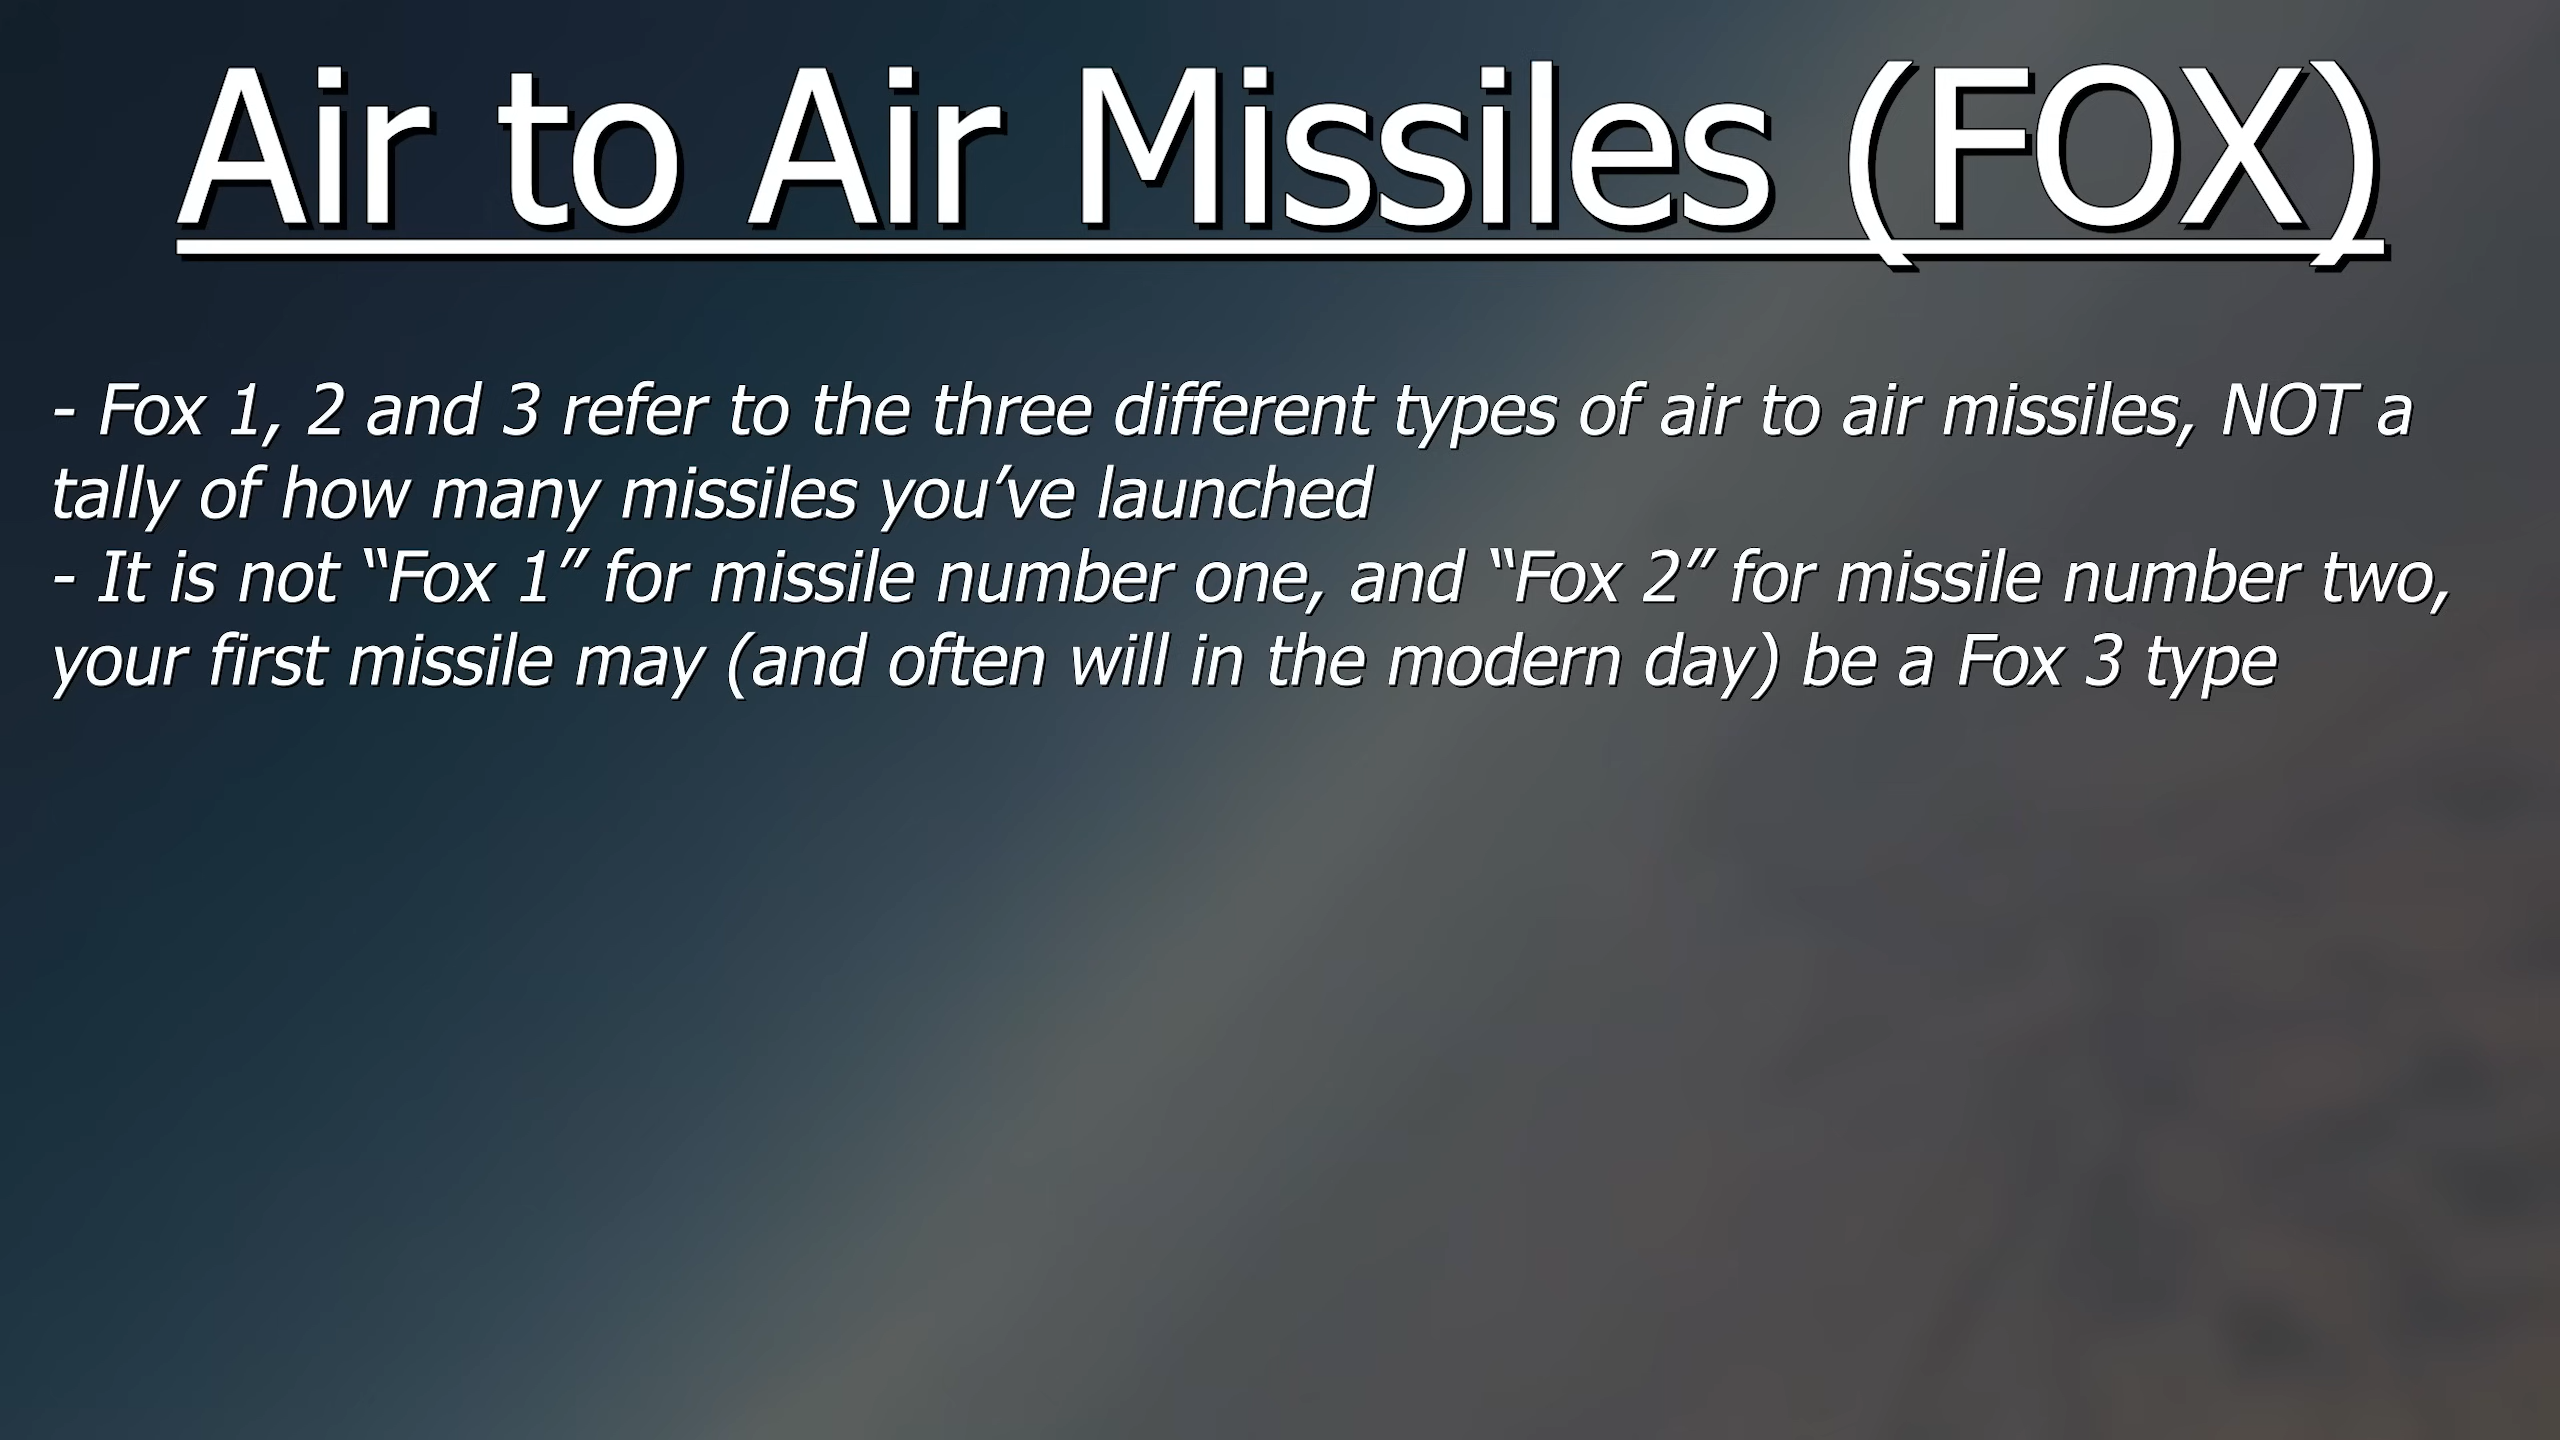 Air to Air Missiles (FOX)
- Fox 1, 2 and 3 refer to the three different types of air to air missiles, NOT a
tally of how many missiles you’ve launched
- It is not “Fox 1” for missile number one, and “Fox 2” for missile number two,
your first missile may (and often will in the modern day) be a Fox 3 type